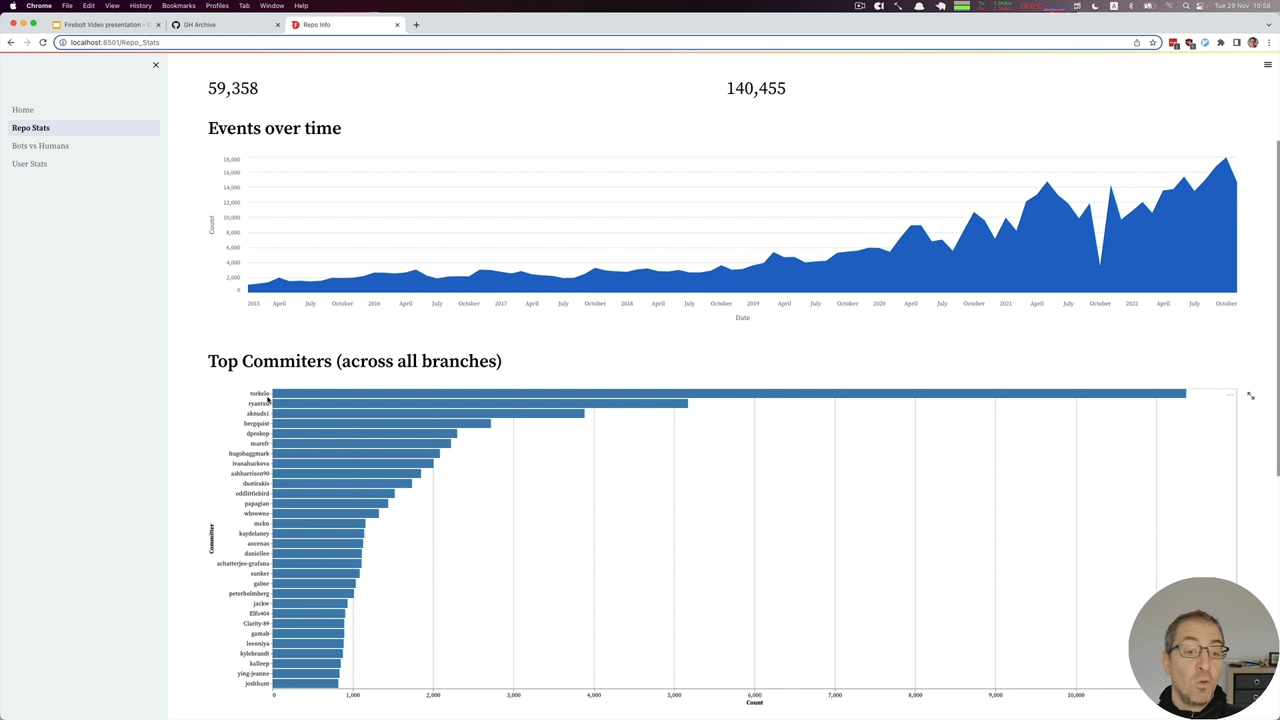 Chrome File Edit View History Bookmarks Profiles Tab Window Help
Tue 29 Nov 10:58
Firebolt Video presentation - G
GH Archive
Repo Info
localhost:8501/Repo_Stats
Home
Repo Stats
Bots vs Humans
User Stats
59,358 140,455
Events over time
18,000
16,000
14,000
12,000
10,000
8,000
6,000
4,000
2,000
0
Count
2015 April July October 2016 April July October 2017 April July October 2018 April July October 2019 April July October 2020 April July October 2021 April July October 2022 April July October
Date
Top Commiters (across all branches)
torkelo
ryantxu
aknuds1
bergquist
dprokop
marefr
hugohaggmark
ivanahuckova
ashharrison90
dsotirakis
oddlittlebird
papagian
wbrowne
mckn
kaydelaney
aocenas
daniellee
achatterjee-grafana
sunker
gabor
peterholmberg
jackw
Elfo404
Clarity-89
gamab
leeoniya
kylebrandt
kalleep
ying-jeanne
joshhunt
Committer
0 1,000 2,000 3,000 4,000 5,000 6,000 7,000 8,000 9,000 10,000
Count